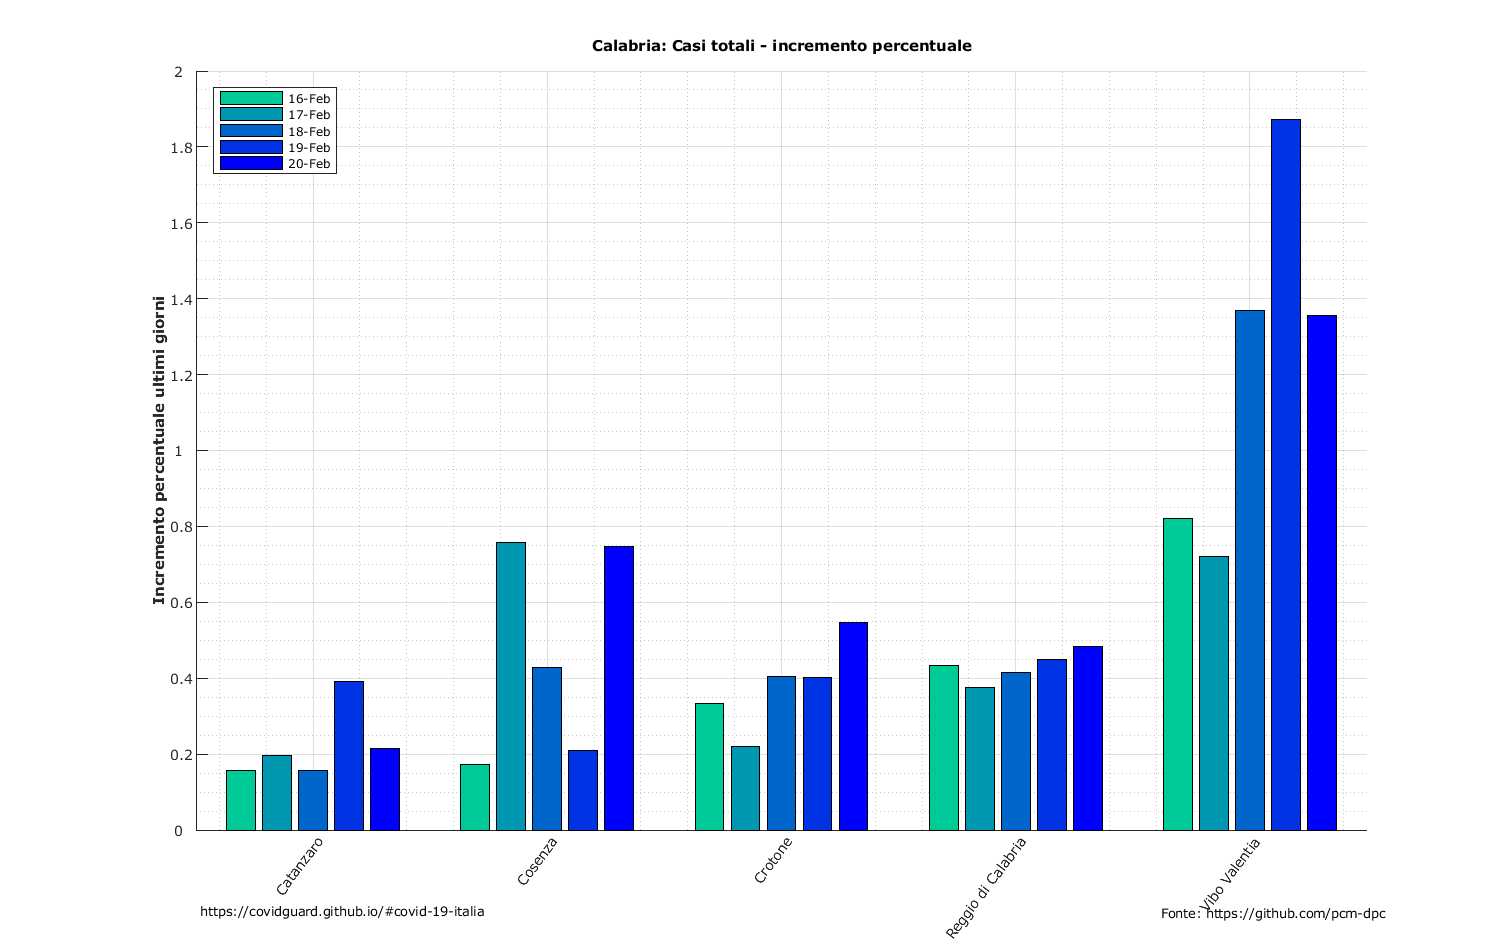 Calabria: Casi totali - incremento percentuale
16-Feb
17-Feb
18-Feb
19-Feb
20-Feb
Incremento percentuale ultimi giorni
2
1.8
1.6
1.4
1.2
1
0.8
0.6
0.4
0.2
0
Catanzaro
Cosenza
Crotone
Reggio di Calabria
Vibo Valentia
https://covidguard.github.io/#covid-19-italia
Fonte: https://github.com/pcm-dpc